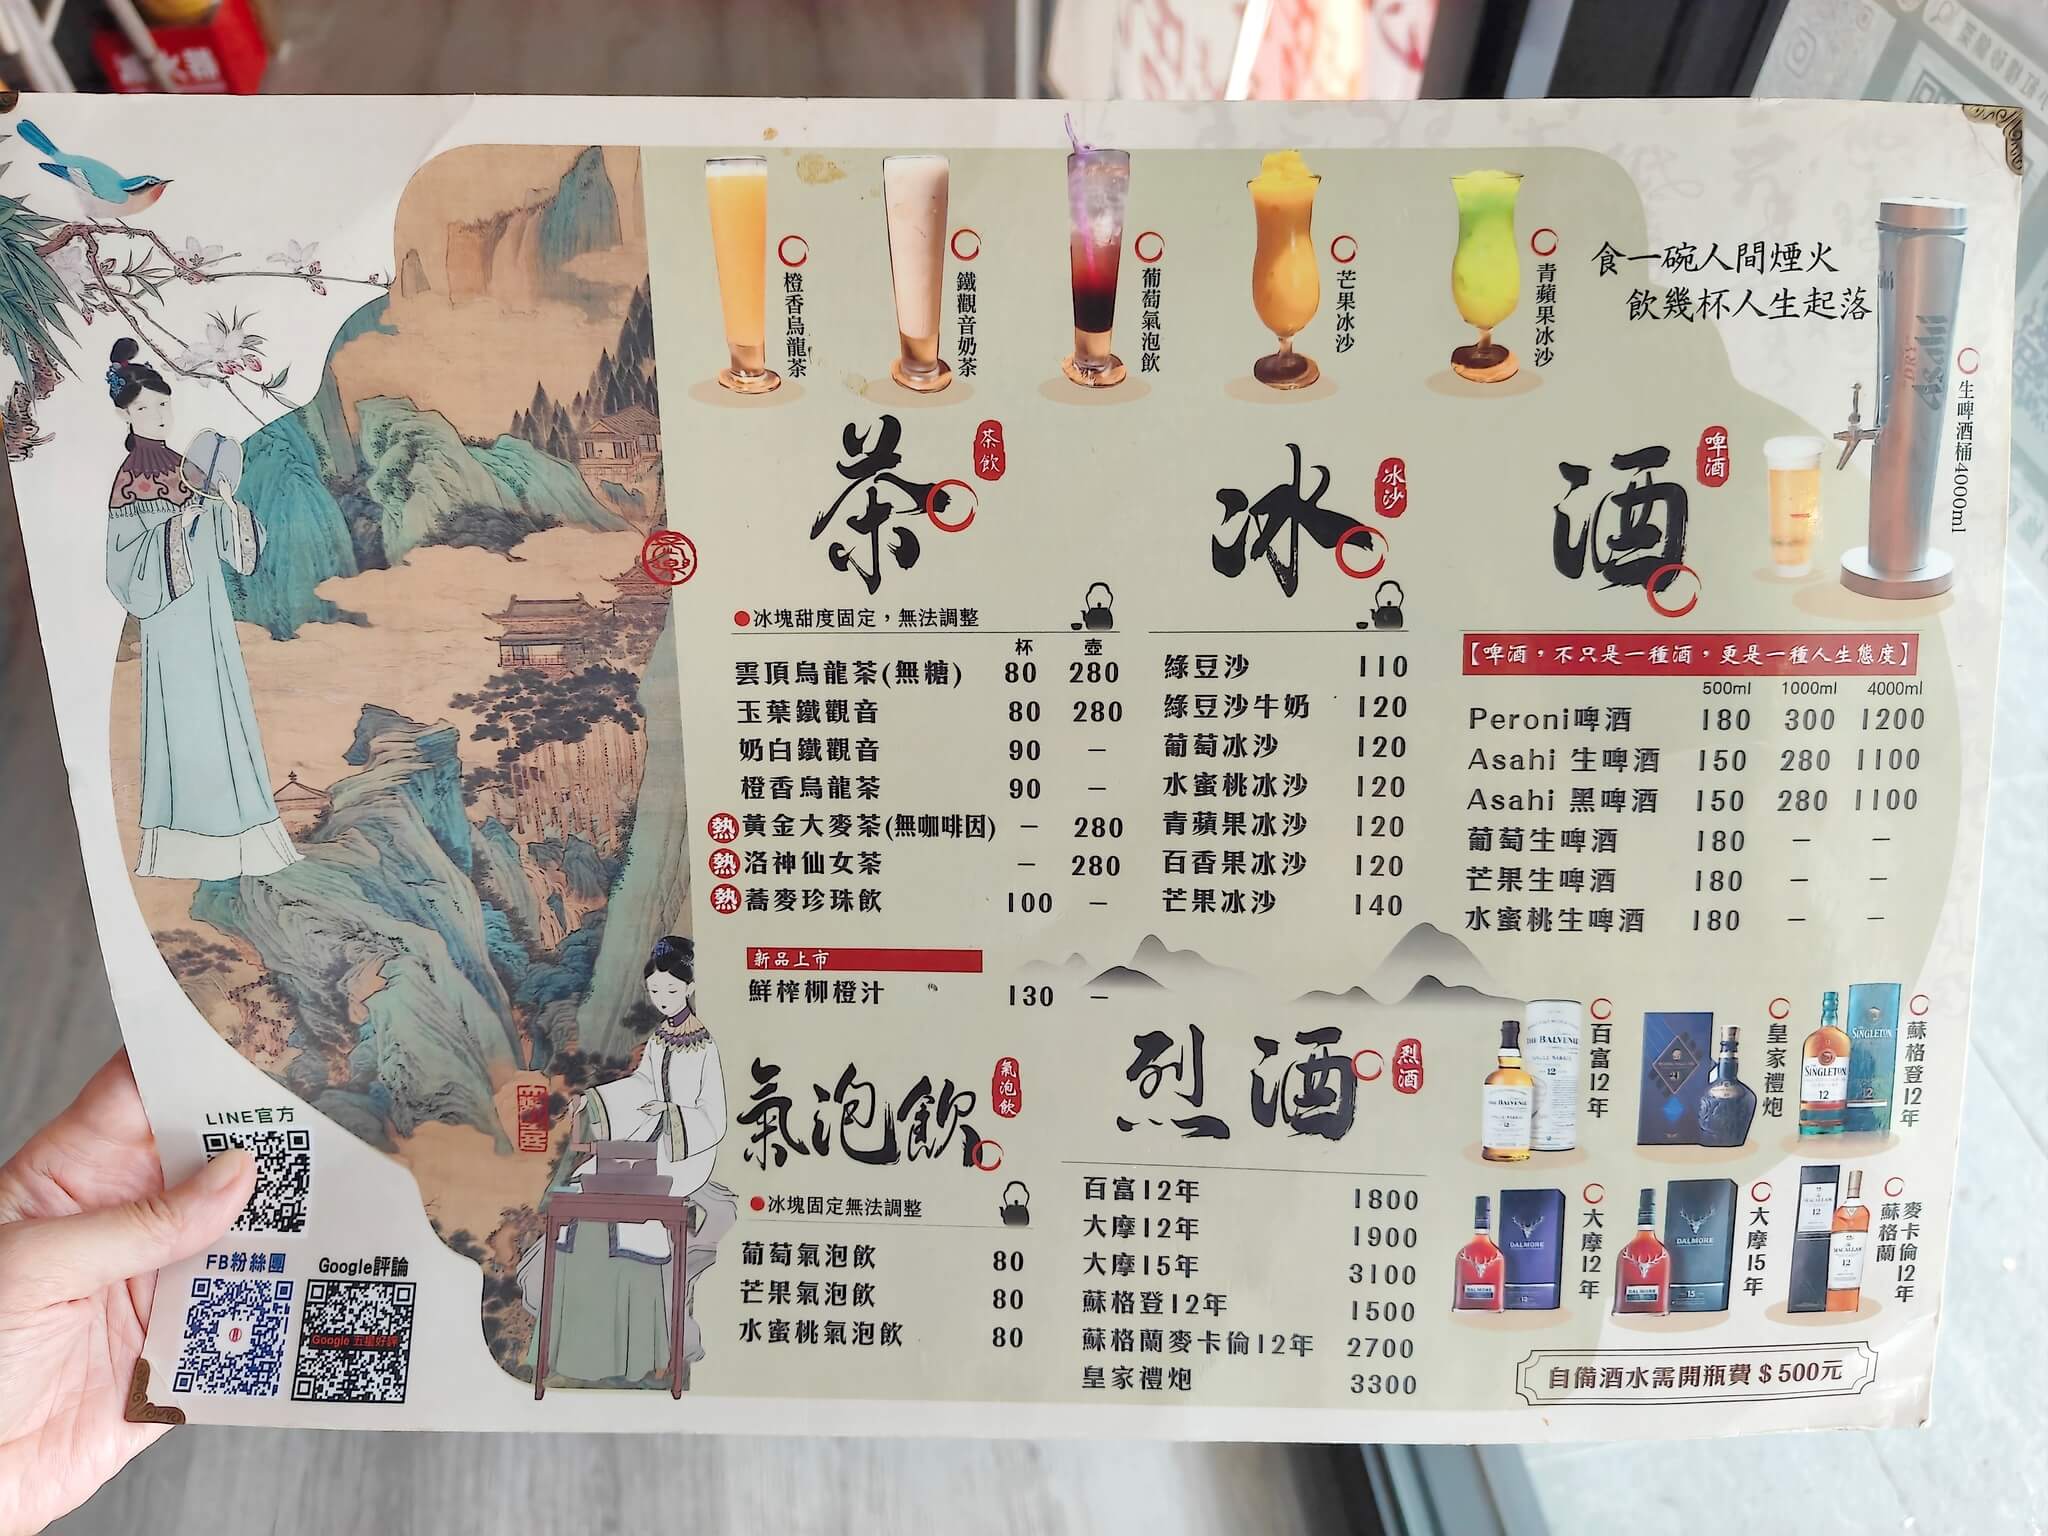 橙香烏龍茶
鐵觀音奶茶
葡萄氣泡飲
芒果冰沙
青蘋果冰沙
食一碗人間煙火
飲幾杯人生起落
生啤酒桶4000ml
茶
茶飲
●冰塊甜度固定，無法調整
杯 壺
雲頂烏龍茶(無糖) 80 280
玉葉鐵觀音 80 280
奶白鐵觀音 90 –
橙香烏龍茶 90 –
熱 黃金大麥茶(無咖啡因) – 280
熱 洛神仙女茶 – 280
熱 蕎麥珍珠飲 100 –
新品上市
鮮榨柳橙汁 130 –
冰
冰沙
綠豆沙 110
綠豆沙牛奶 120
葡萄冰沙 120
水蜜桃冰沙 120
青蘋果冰沙 120
百香果冰沙 120
芒果冰沙 140
酒
啤酒
【啤酒，不只是一種酒，更是一種人生態度】
500ml 1000ml 4000ml
Peroni啤酒 180 300 1200
Asahi 生啤酒 150 280 1100
Asahi 黑啤酒 150 280 1100
葡萄生啤酒 180 – –
芒果生啤酒 180 – –
水蜜桃生啤酒 180 – –
氣泡飲
氣泡飲
●冰塊固定無法調整
葡萄氣泡飲 80
芒果氣泡飲 80
水蜜桃氣泡飲 80
烈酒
烈酒
百富12年 1800
大摩12年 1900
大摩15年 3100
蘇格登12年 1500
蘇格蘭麥卡倫12年 2700
皇家禮炮 3300
百富12年
皇家禮炮
蘇格登12年
大摩12年
大摩15年
麥卡倫12年
蘇格蘭
THE BALVENIE
12
21
SINGLETON
12
DALMORE
DALMORE
15
MACALLAN
12
自備酒水需開瓶費＄500元
LINE官方
FB粉絲團
Google評論
Google 五星好評